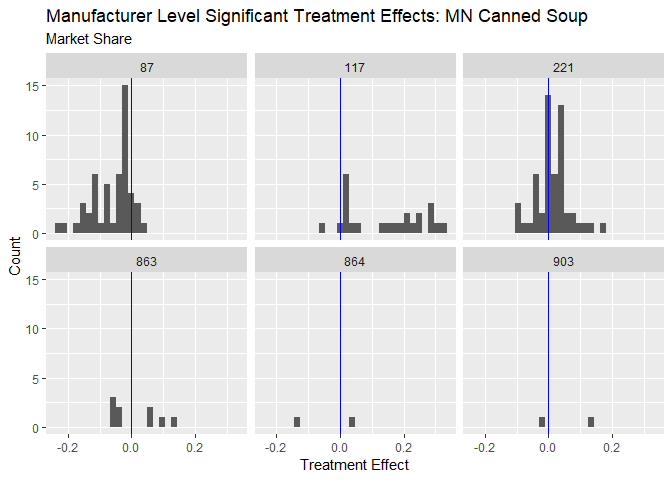 Manufacturer Level Significant Treatment Effects: MN Canned Soup
Market Share
87 117 221
15
10
5
0
863 864 903
15
10
5
0
Count
-0.2 0.0 0.2 -0.2 0.0 0.2 -0.2 0.0 0.2
Treatment Effect